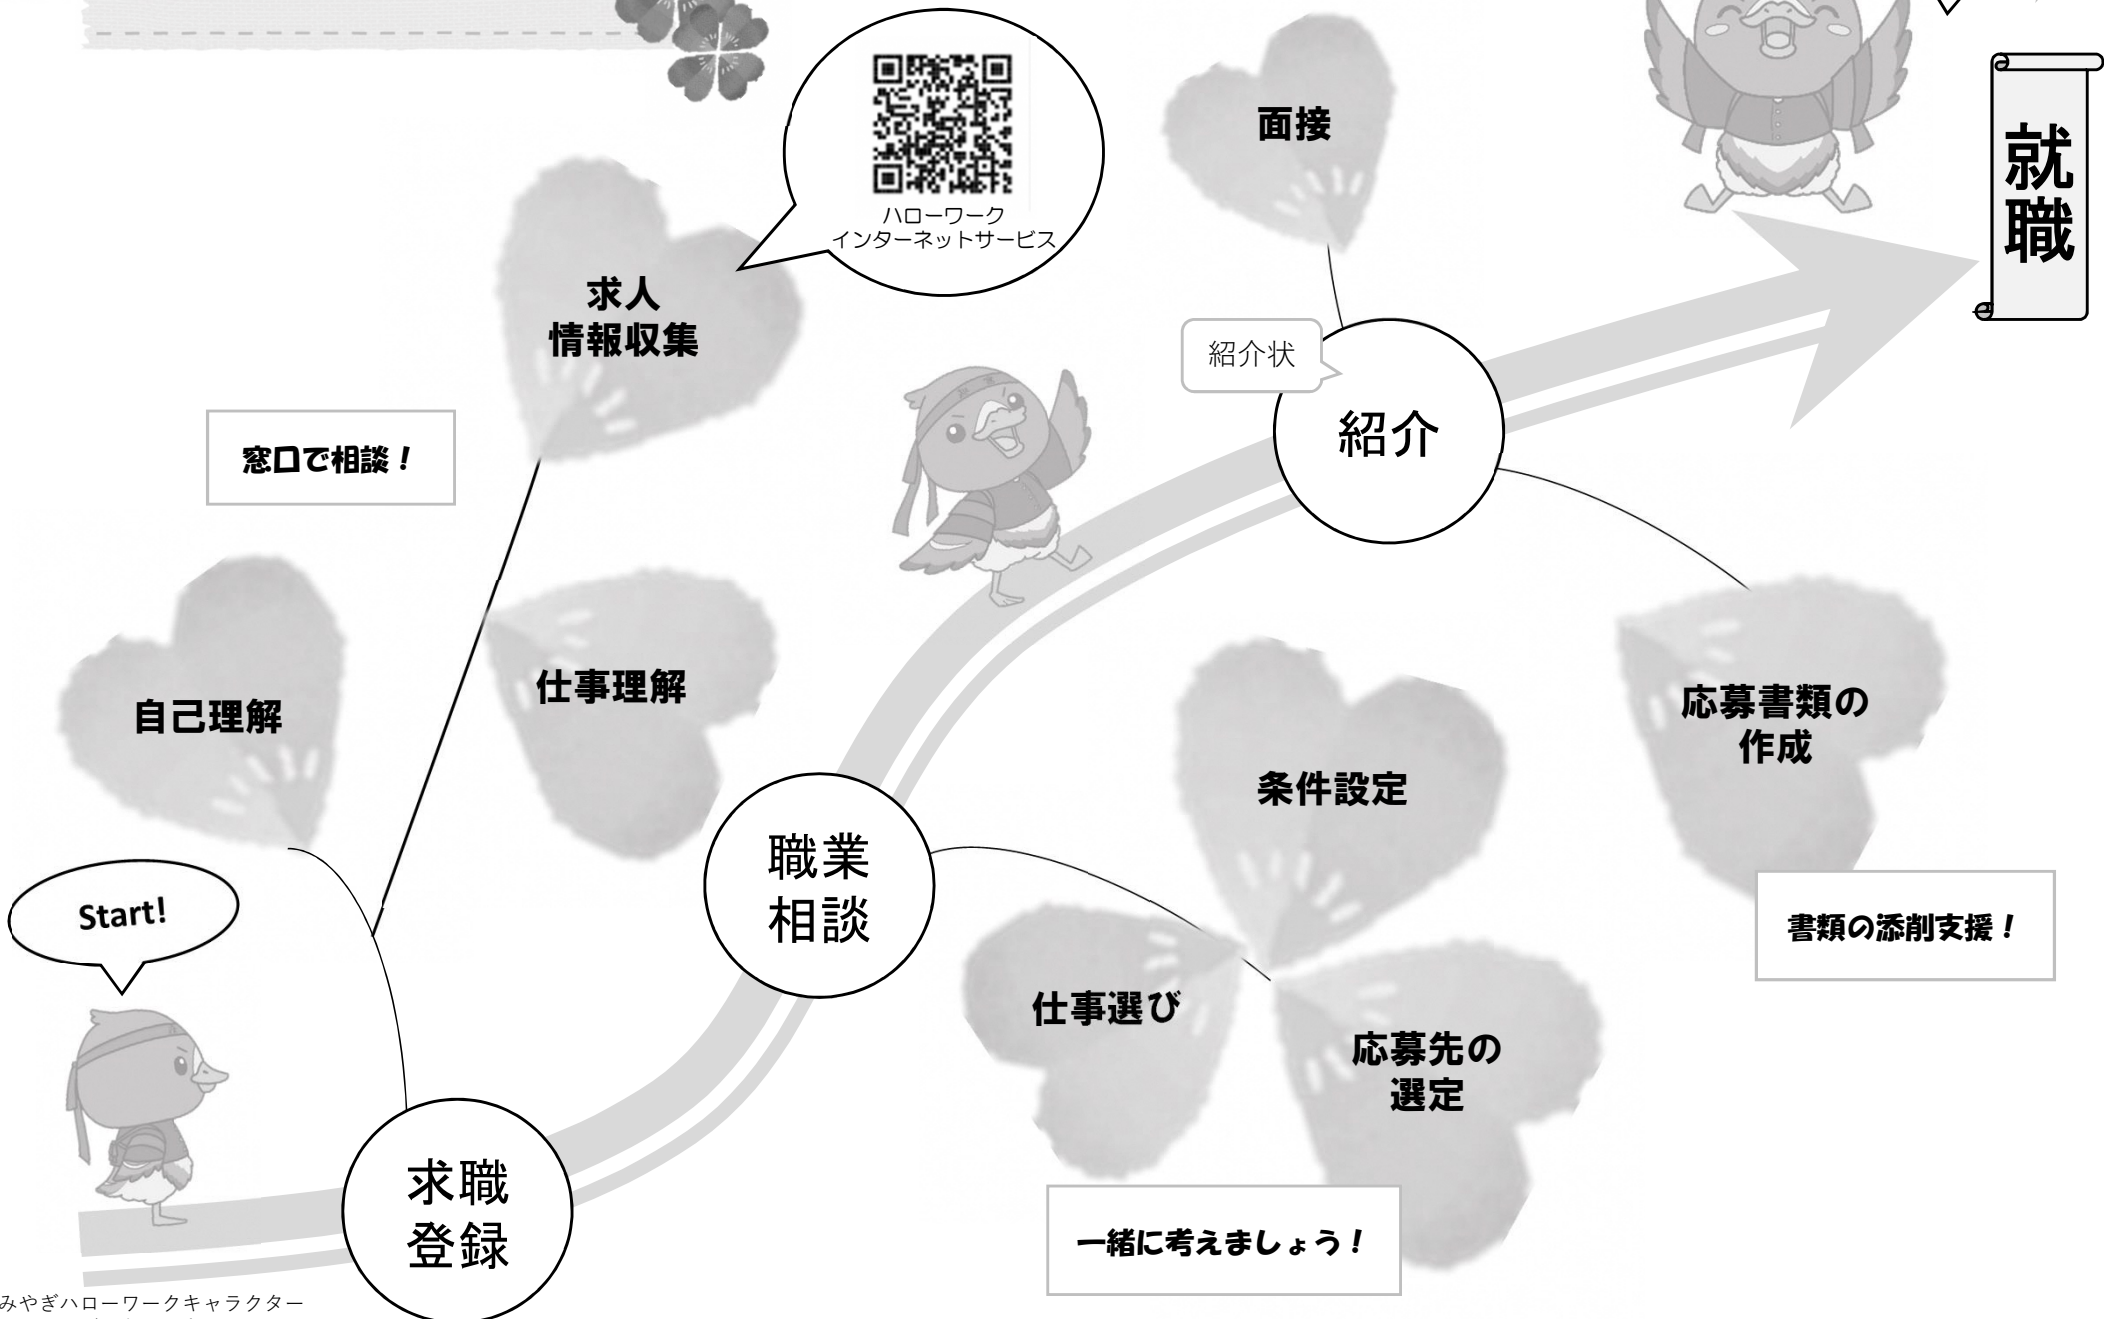 ハローワーク
インターネットサービス
面接
就職
求人
情報収集
紹介状
紹介
窓口で相談！
自己理解
仕事理解
条件設定
応募書類の
作成
職業
相談
Start!
書類の添削支援！
仕事選び
応募先の
選定
求職
登録
一緒に考えましょう！
みやぎハローワークキャラクター